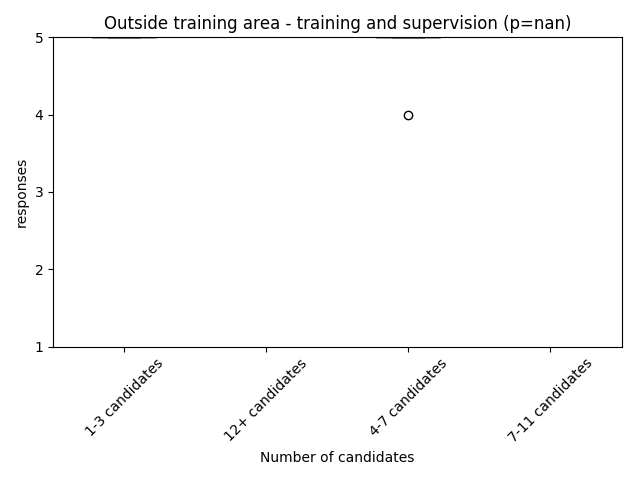 Outside training area - training and supervision (p=nan)
5
4
3
2
1
responses
1-3 candidates
12+ candidates
4-7 candidates
7-11 candidates
Number of candidates